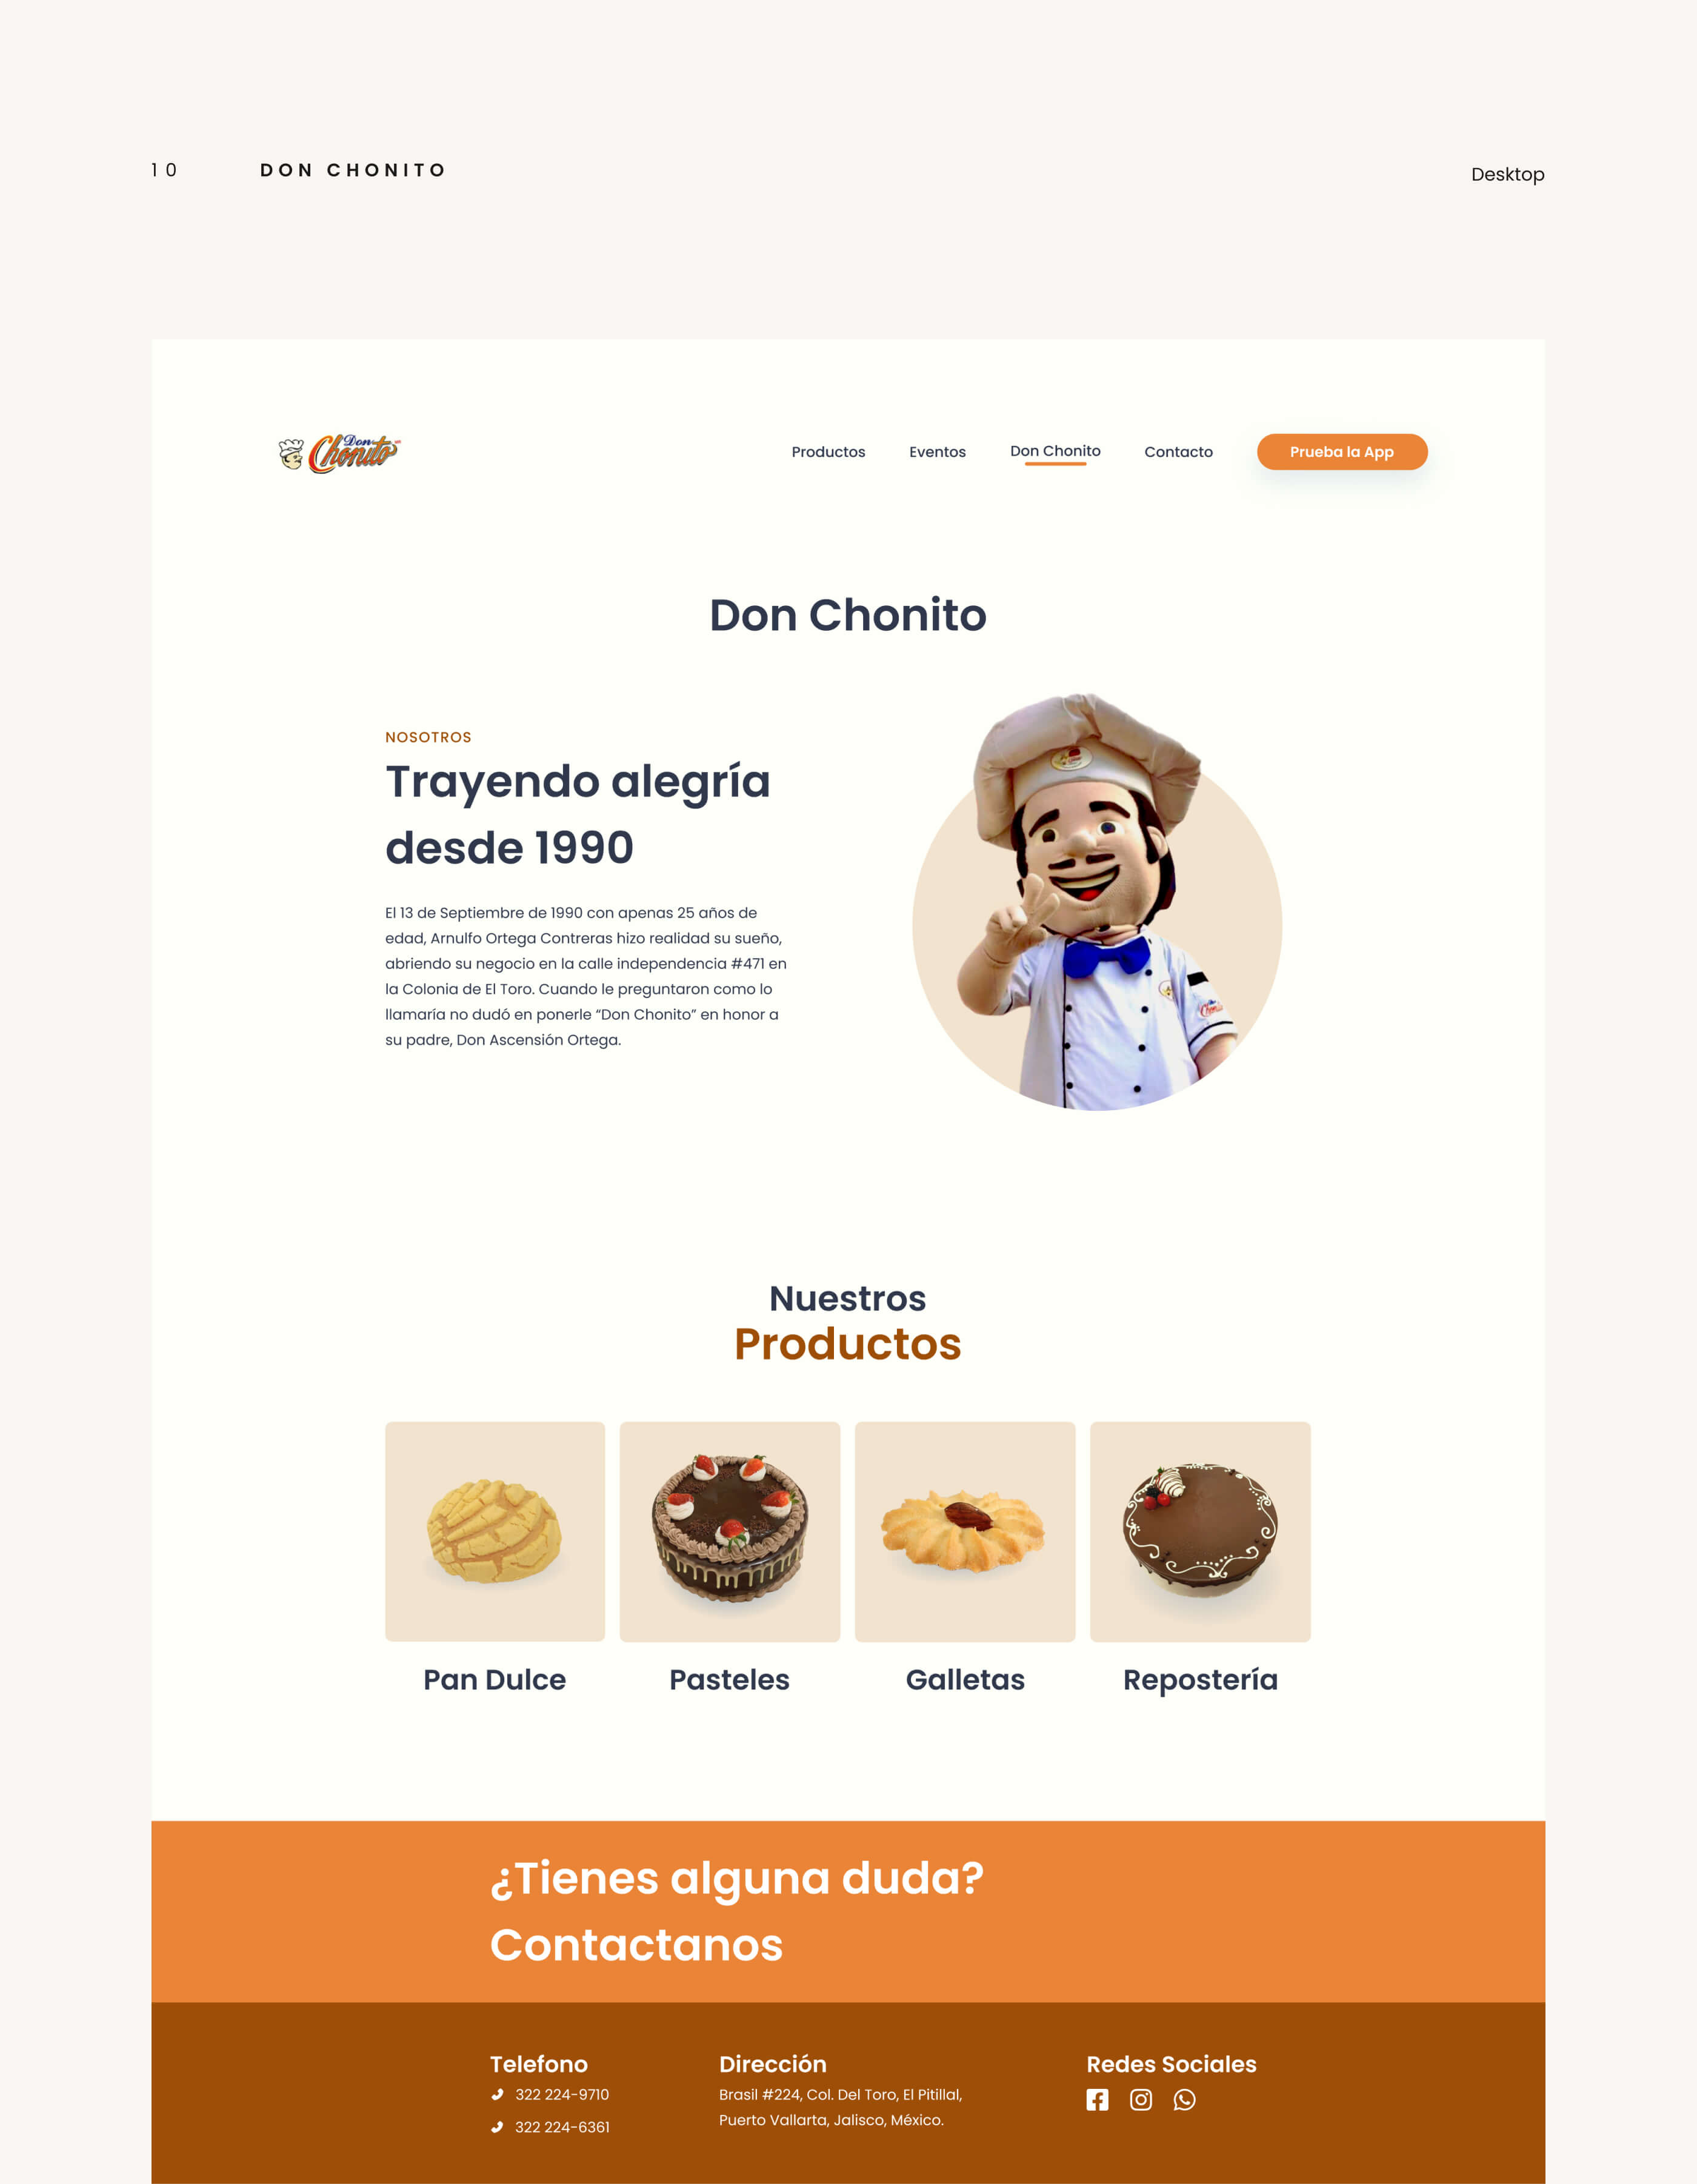 10
DON CHONITO
Desktop
Don
Chonito
Productos
Eventos
Don Chonito
Contacto
Prueba la App
Don Chonito
NOSOTROS
Trayendo alegría
desde 1990
El 13 de Septiembre de 1990 con apenas 25 años de
edad, Arnulfo Ortega Contreras hizo realidad su sueño,
abriendo su negocio en la calle independencia #471 en
la Colonia de El Toro. Cuando le preguntaron como lo
llamaría no dudó en ponerle “Don Chonito” en honor a
su padre, Don Ascensión Ortega.
Nuestros
Productos
Pan Dulce
Pasteles
Galletas
Repostería
¿Tienes alguna duda?
Contactanos
Telefono
322 224-9710
322 224-6361
Dirección
Brasil #224, Col. Del Toro, El Pitillal,
Puerto Vallarta, Jalisco, México.
Redes Sociales